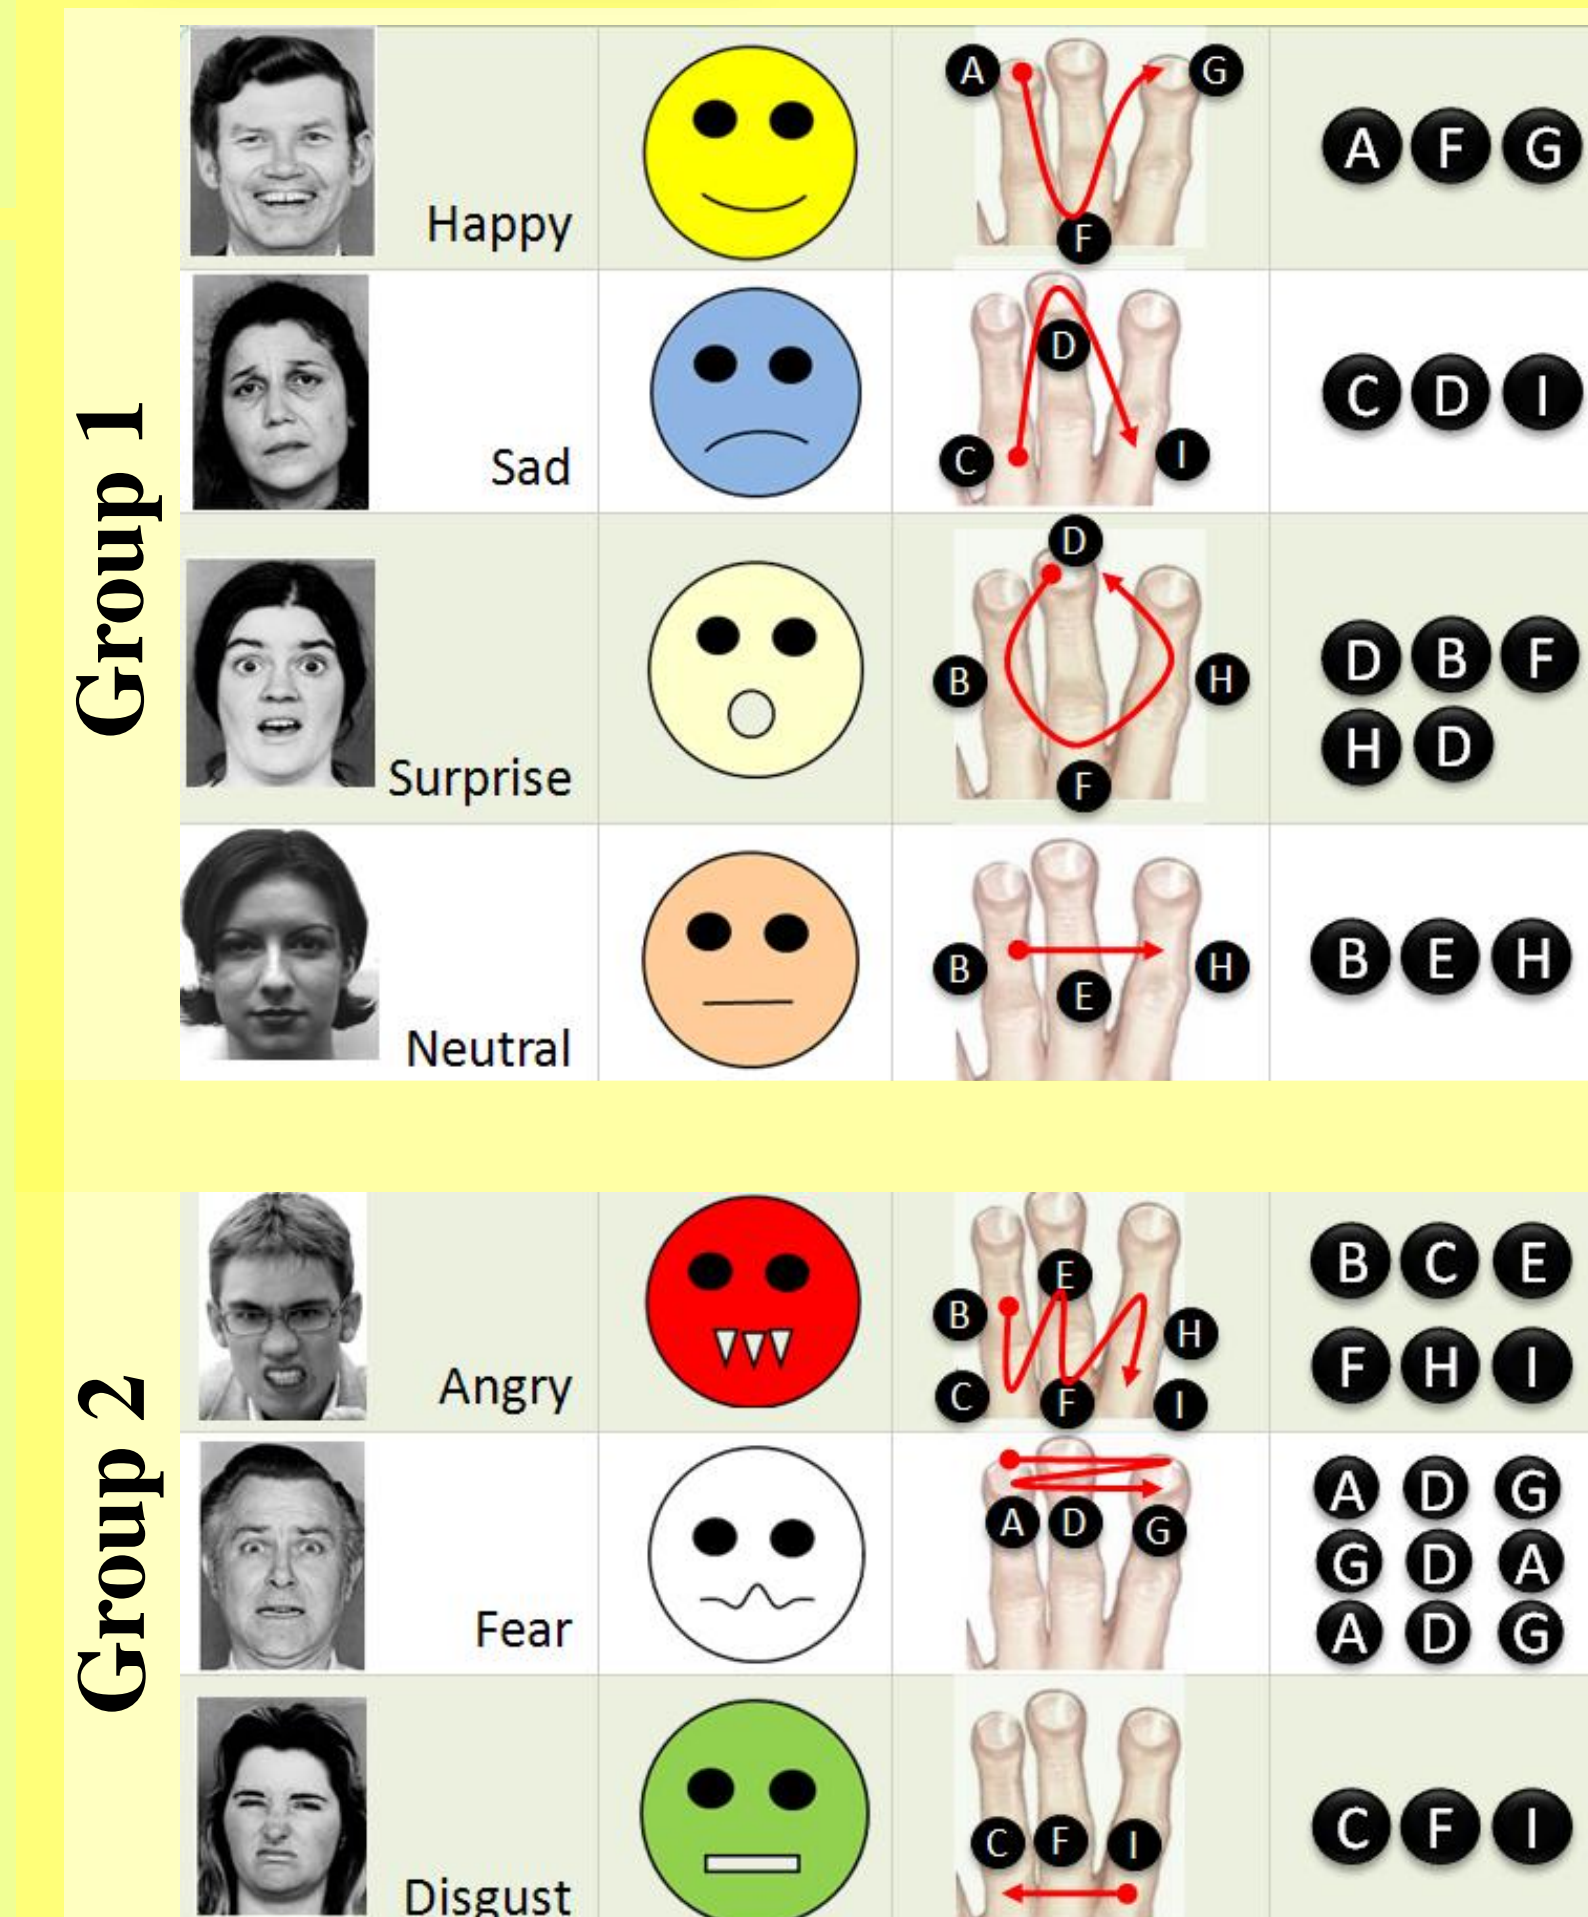 Group 1
Happy
A G
F
A F G
Sad
D
C I
C D I
Surprise
D
B H
F
D B F
H D
Neutral
B H
E
B E H
Group 2
Angry
E
B H
C F I
B C E
F H I
Fear
A D G
A D G
G D A
A D G
Disgust
C F I
C F I